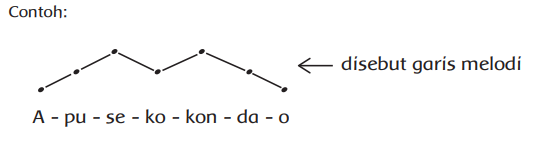 Contoh:
disebut garis melodi
A - pu - se - ko - kon - da - o